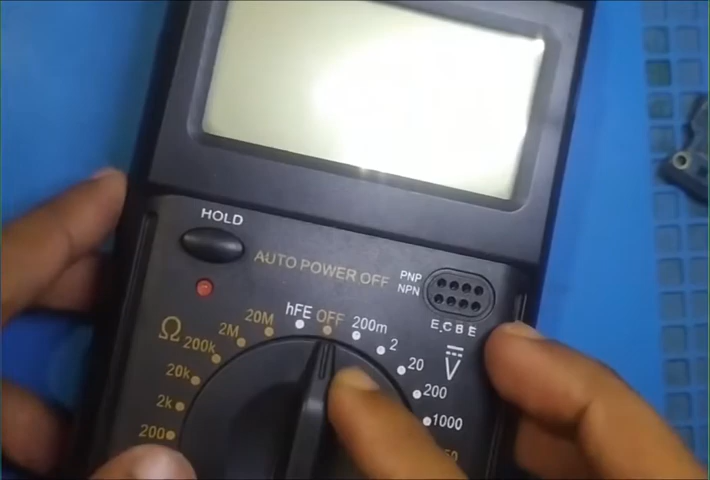 HOLD
AUTO POWER OFF
PNP
NPN
E C B E
hFE
OFF
200m
2
20
200
1000
V
20M
2M
Ω
200k
20k
2k
200